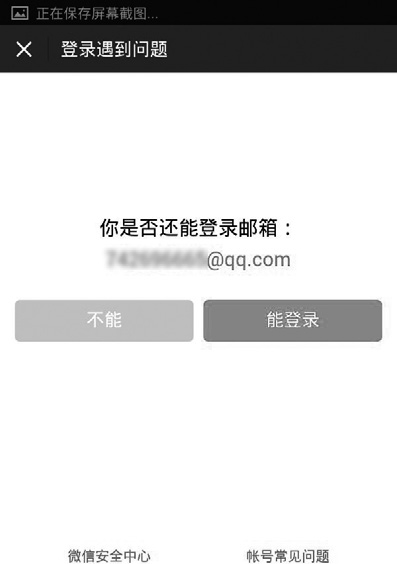 正在保存屏幕截图...
登录遇到问题
你是否还能登录邮箱：
@qq.com
不能
能登录
微信安全中心
帐号常见问题